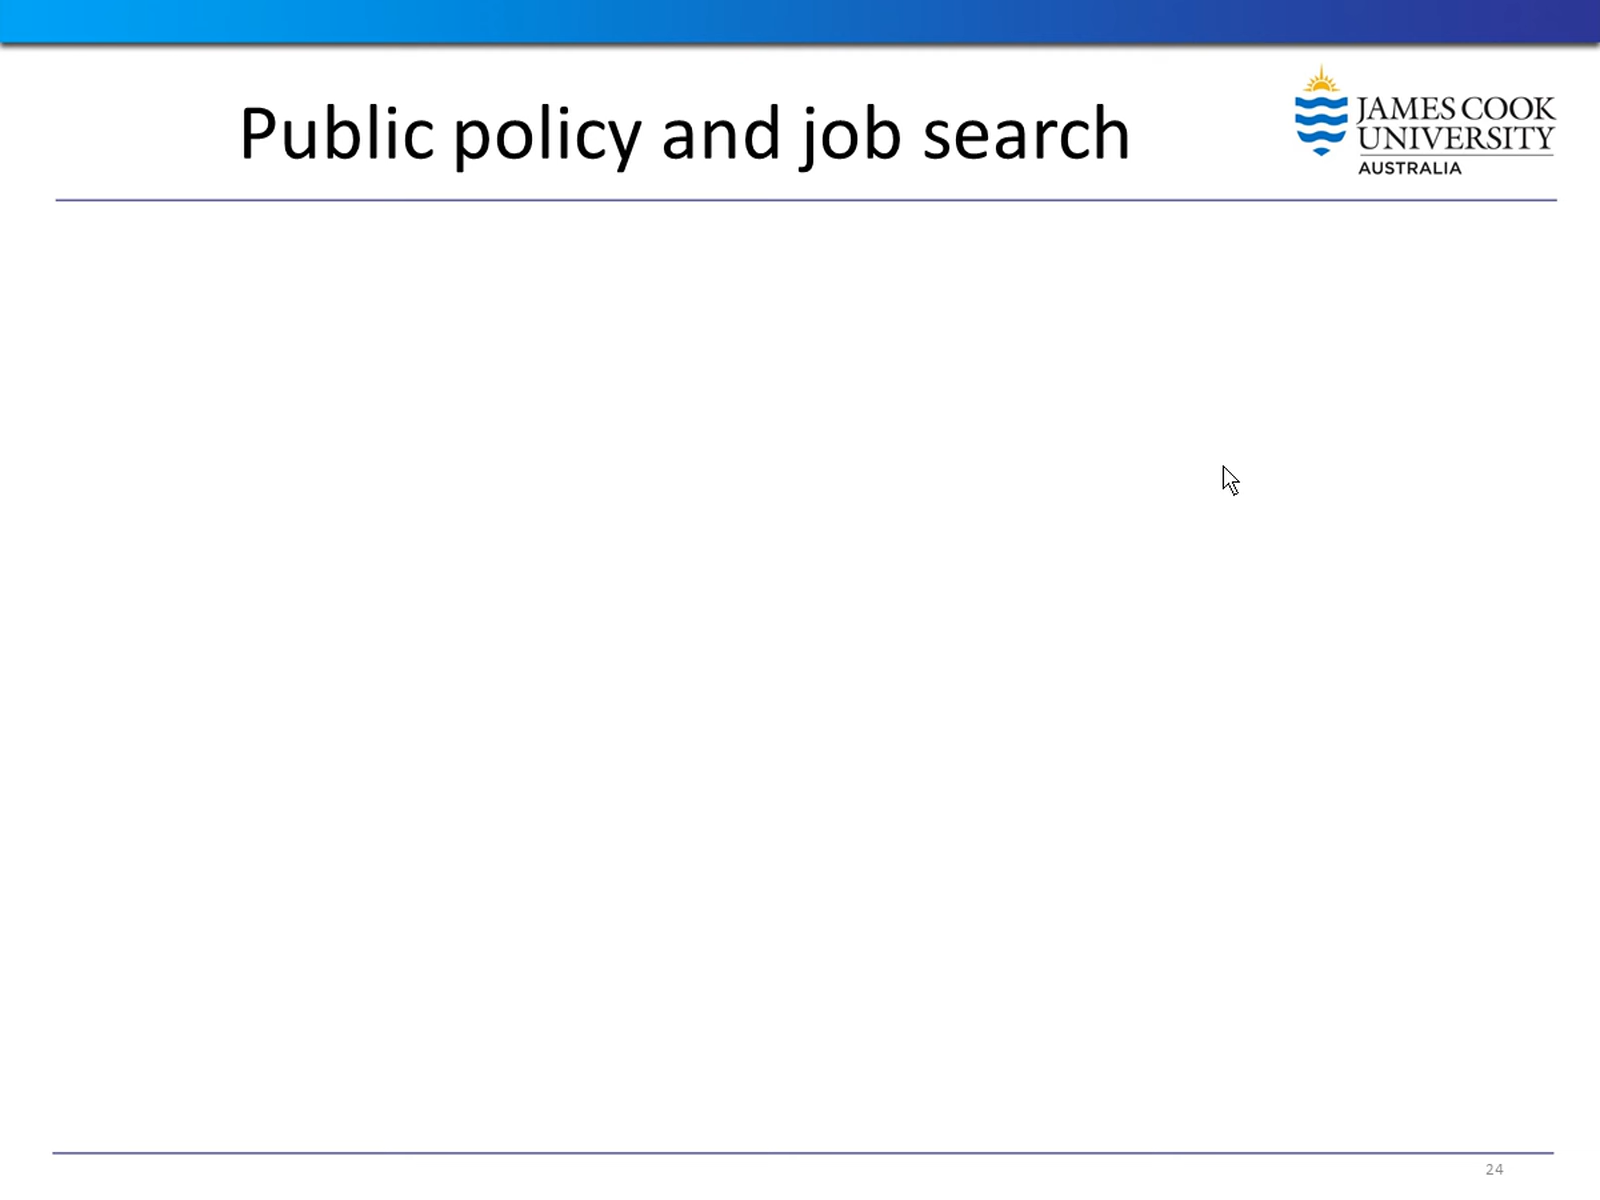 Public policy and job search
JAMES COOK
UNIVERSITY
AUSTRALIA
24